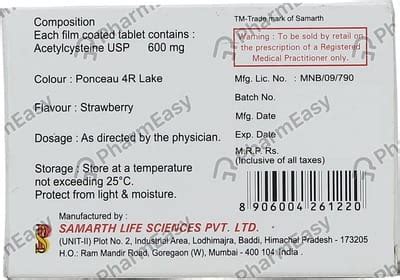 Composition
Each film coated tablet contains :
Acetylcysteine USP 600 mg
Colour : Ponceau 4R Lake
Flavour : Strawberry
Dosage : As directed by the physician.
Storage : Store at a temperature
not exceeding 25°C.
Protect from light & moisture.
TM-Trade mark of Samarth
Warning : To be sold by retail on
the prescription of a Registered
Medical Practitioner only.
Mfg. Lic. No. : MNB/09/790
Batch No.
Mfg. Date
Exp. Date
M.R.P. Rs.
(Inclusive of all taxes)
8 906004 261220
Manufactured by :
SAMARTH LIFE SCIENCES PVT. LTD.
(UNIT-II) Plot No. 2, Industrial Area, Lodhimajra, Baddi, Himachal Pradesh - 173205
H.O.: Ram Mandir Road, Goregaon (W), Mumbai - 400 104. INDIA .
PharmEasy
PharmEasy
PharmEasy